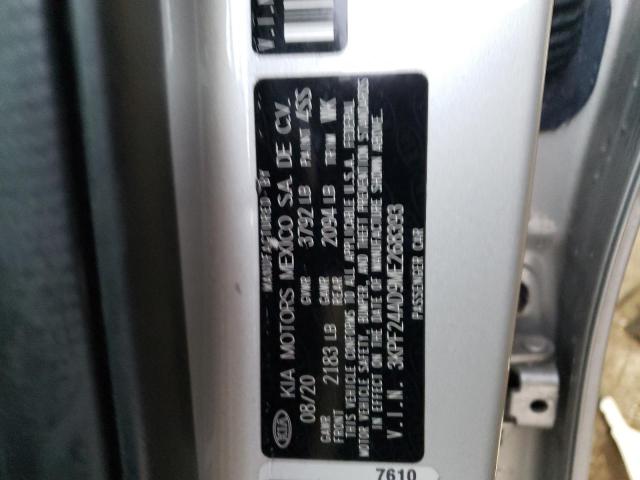 V.I.N
MANUFACTURED BY
KIA KIA MOTORS MEXICO S.A. DE C.V.
08/20 GVWR 3792 LB PAINT 4SS
GAWR FRONT 2183 LB GAWR REAR 2094 LB TRIM WK
THIS VEHICLE CONFORMS TO ALL APPLICABLE U.S.A. FEDERAL
MOTOR VEHICLE SAFETY, BUMPER, AND THEFT PREVENTION STANDARDS
IN EFFECT ON THE DATE OF MANUFACTURE SHOWN ABOVE.
V.I.N. 3KPF24AD9ME268393
PASSENGER CAR
7610